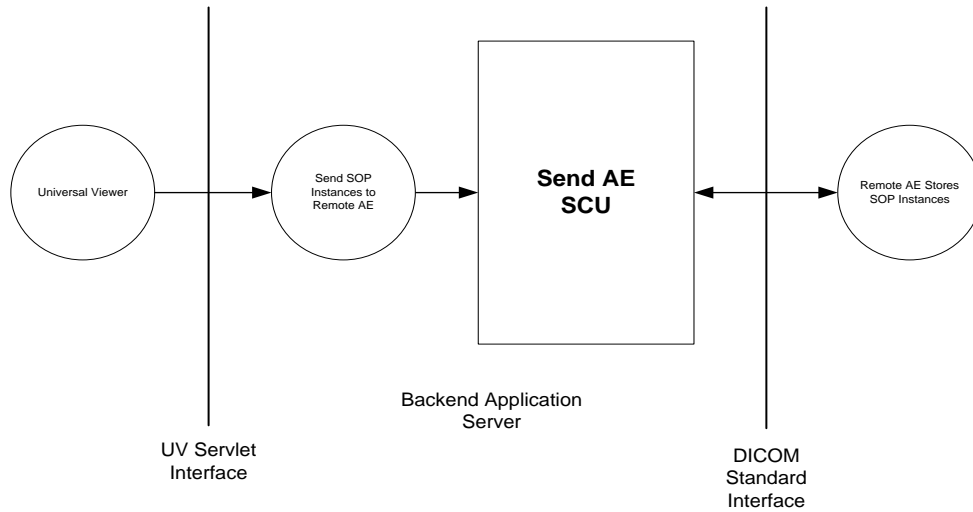 Universal Viewer
Send SOP
Instances to
Remote AE
Send AE
SCU
Remote AE Stores
SOP Instances
Backend Application
Server
UV Servlet
Interface
DICOM
Standard
Interface